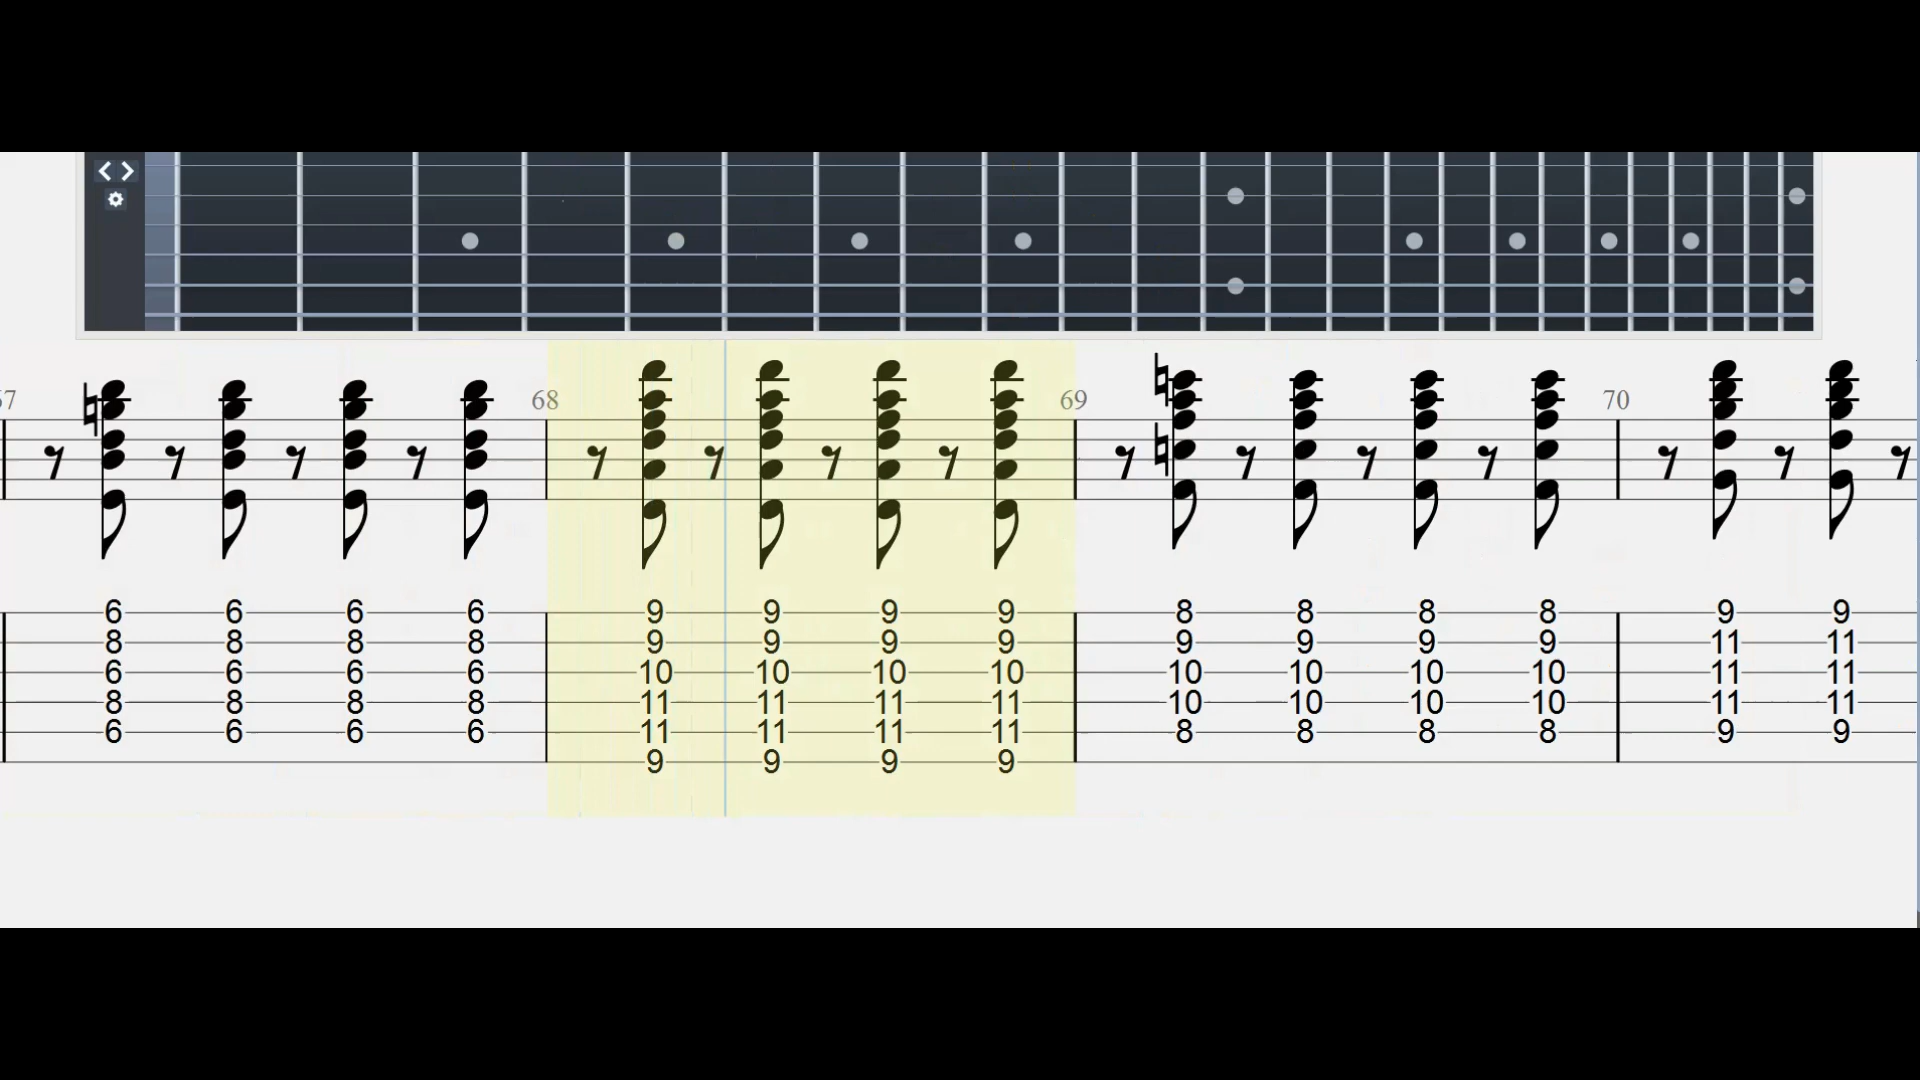 7 68 69 70
6 6 6 6 9 9 9 9 8 8 8 8 9 9
8 8 8 8 9 9 9 9 9 9 9 9 11 11
6 6 6 6 10 10 10 10 10 10 10 10 11 11
8 8 8 8 11 11 11 11 10 10 10 10 11 11
6 6 6 6 11 11 11 11 8 8 8 8 9 9
9 9 9 9